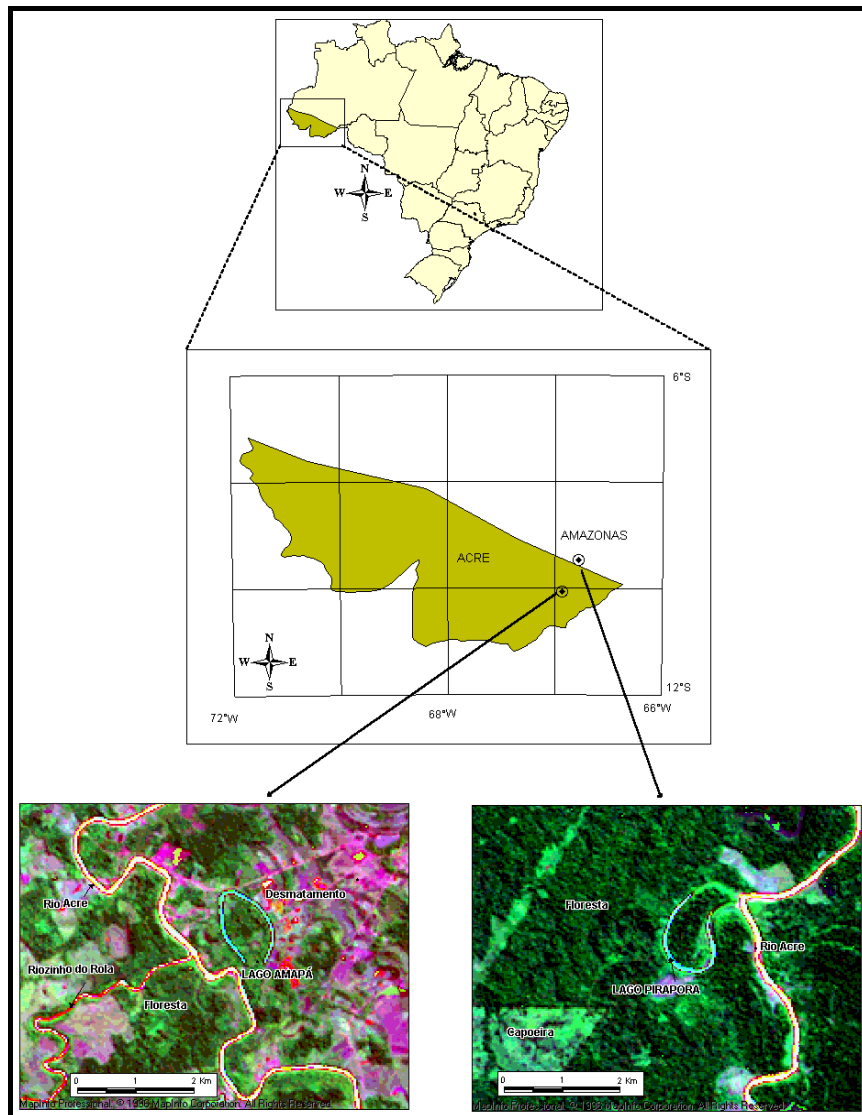 N
W E
S
6°S
AMAZONAS
ACRE
N
W E
S
12°S
72°W
68°W
66°W
Desmatamento
Rio Acre
Riozinho do Rola
LAGO AMAPÁ
Floresta
0 1 2 Km
MapInfo Professional. © 1996 MapInfo Corporation. All Rights Reserved.
Floresta
Rio Acre
LAGO PIRAPORA
Capoeira
0 1 2 Km
MapInfo Professional. © 1996 MapInfo Corporation. All Rights Reserved.